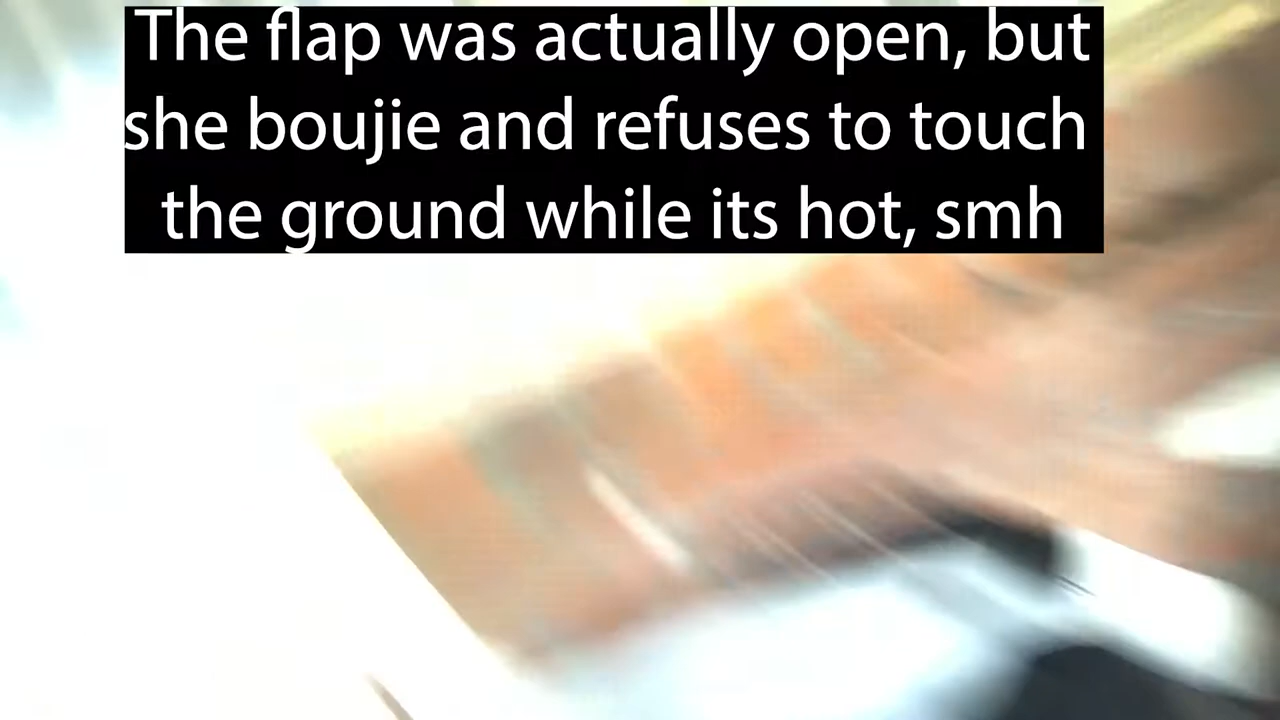 The flap was actually open, but
she boujie and refuses to touch
the ground while its hot, smh